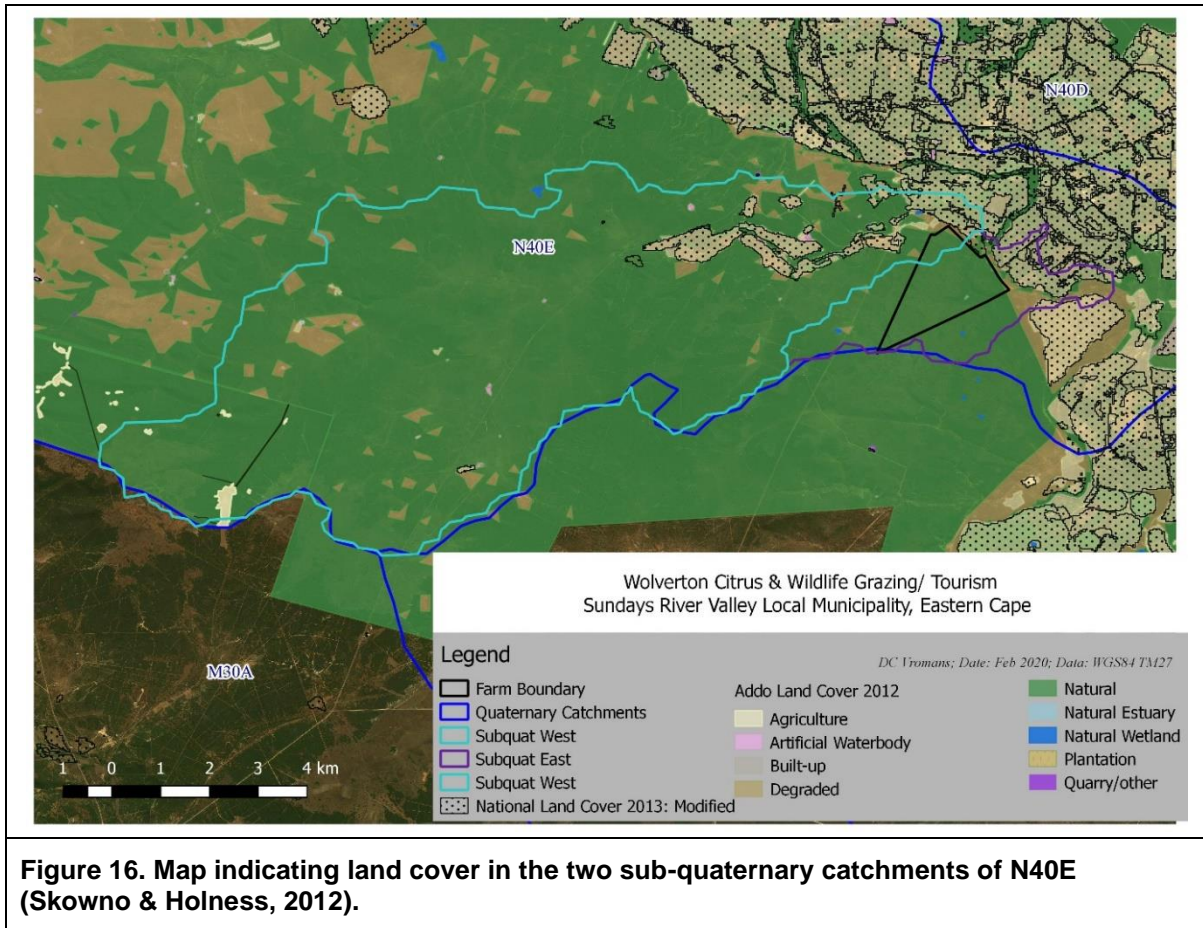 N40D
N40E
M30A
Wolverton Citrus & Wildlife Grazing/ Tourism
Sundays River Valley Local Municipality, Eastern Cape
Legend
DC Vromans; Date: Feb 2020; Data: WGS84 TM27
Farm Boundary
Quaternary Catchments
Subquat West
Subquat East
Subquat West
National Land Cover 2013: Modified
Addo Land Cover 2012
Agriculture
Artificial Waterbody
Built-up
Degraded
Natural
Natural Estuary
Natural Wetland
Plantation
Quarry/other
1 0 1 2 3 4 km
Figure 16. Map indicating land cover in the two sub-quaternary catchments of N40E
(Skowno & Holness, 2012).